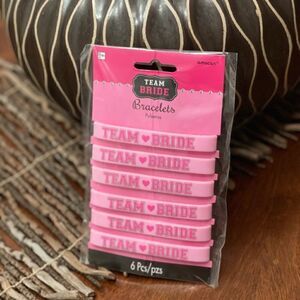 amscan
TEAM
BRIDE
Bracelets
Pulseras
TEAM ♥ BRIDE
TEAM ♥ BRIDE
TEAM ♥ BRIDE
TEAM ♥ BRIDE
TEAM ♥ BRIDE
TEAM ♥ BRIDE
6 Pcs/pzs